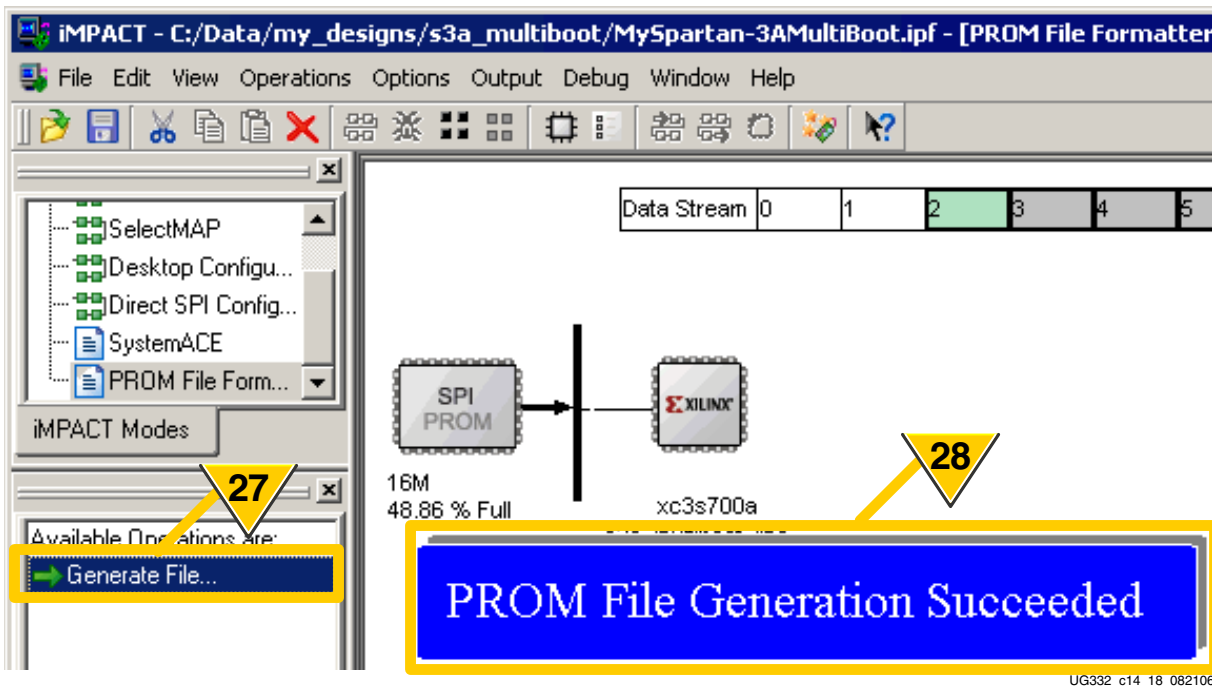 iMPACT - C:/Data/my_designs/s3a_multiboot/MySpartan-3AMultiBoot.ipf - [PROM File Formatter
File Edit View Operations Options Output Debug Window Help
Data Stream 0 1 2 3 4 5
SelectMAP
Desktop Configu...
Direct SPI Config...
SystemACE
PROM File Form...
iMPACT Modes
SPI
PROM
XILINX
16M
48.86 % Full
xc3s700a
27
28
Available Operations are:
Generate File...
PROM File Generation Succeeded
UG332_c14_18_082106